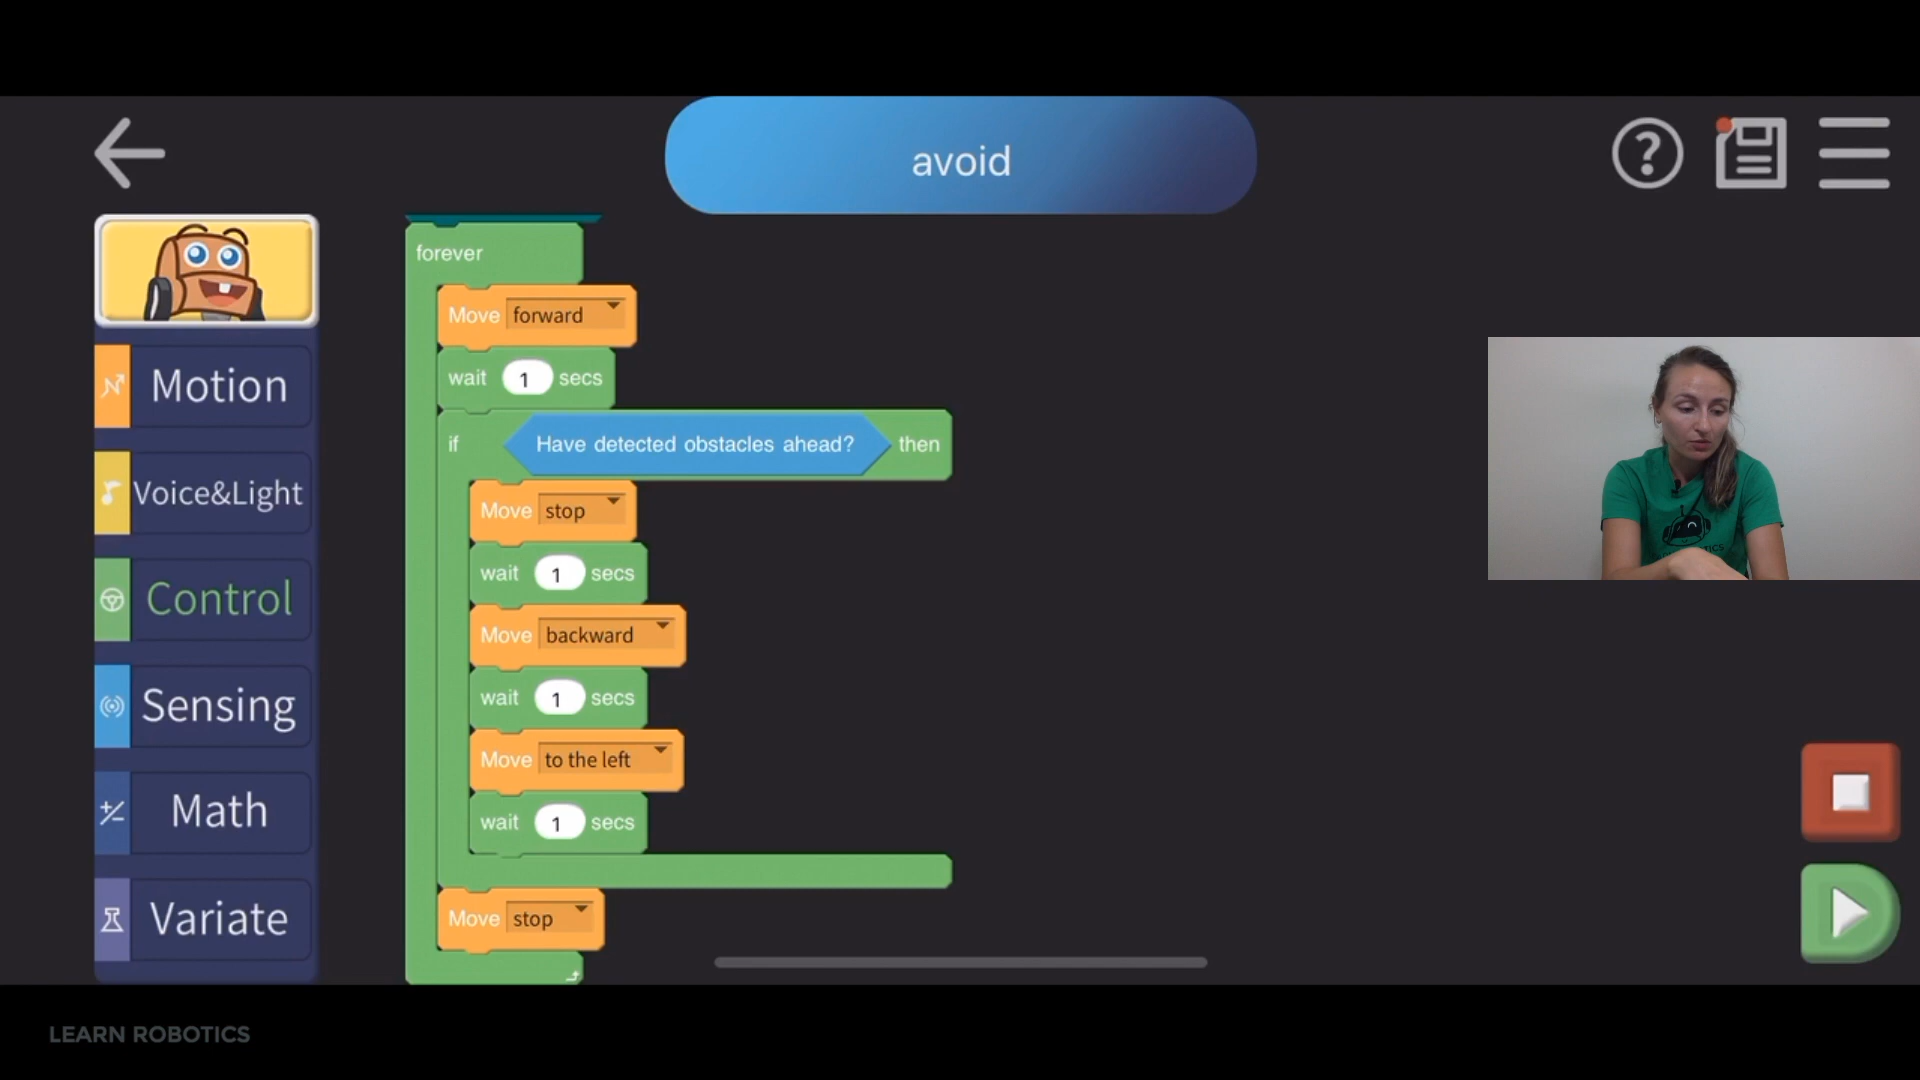 avoid
?
Motion
Voice&Light
Control
Sensing
Math
Variate
forever
Move forward
wait 1 secs
if Have detected obstacles ahead? then
Move stop
wait 1 secs
Move backward
wait 1 secs
Move to the left
wait 1 secs
Move stop
LEARN ROBOTICS